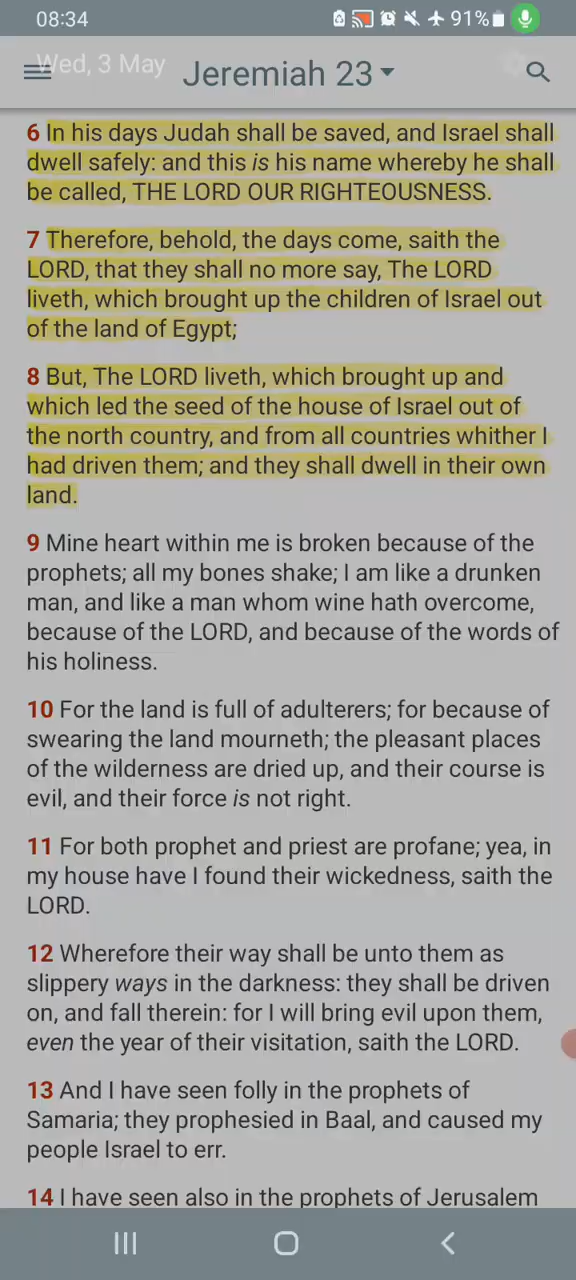 08:34
91%
Wed, 3 May
Jeremiah 23
6 In his days Judah shall be saved, and Israel shall
dwell safely: and this is his name whereby he shall
be called, THE LORD OUR RIGHTEOUSNESS.
7 Therefore, behold, the days come, saith the
LORD, that they shall no more say, The LORD
liveth, which brought up the children of Israel out
of the land of Egypt;
8 But, The LORD liveth, which brought up and
which led the seed of the house of Israel out of
the north country, and from all countries whither I
had driven them; and they shall dwell in their own
land.
9 Mine heart within me is broken because of the
prophets; all my bones shake; I am like a drunken
man, and like a man whom wine hath overcome,
because of the LORD, and because of the words of
his holiness.
10 For the land is full of adulterers; for because of
swearing the land mourneth; the pleasant places
of the wilderness are dried up, and their course is
evil, and their force is not right.
11 For both prophet and priest are profane; yea, in
my house have I found their wickedness, saith the
LORD.
12 Wherefore their way shall be unto them as
slippery ways in the darkness: they shall be driven
on, and fall therein: for I will bring evil upon them,
even the year of their visitation, saith the LORD.
13 And I have seen folly in the prophets of
Samaria; they prophesied in Baal, and caused my
people Israel to err.
14 I have seen also in the prophets of Jerusalem